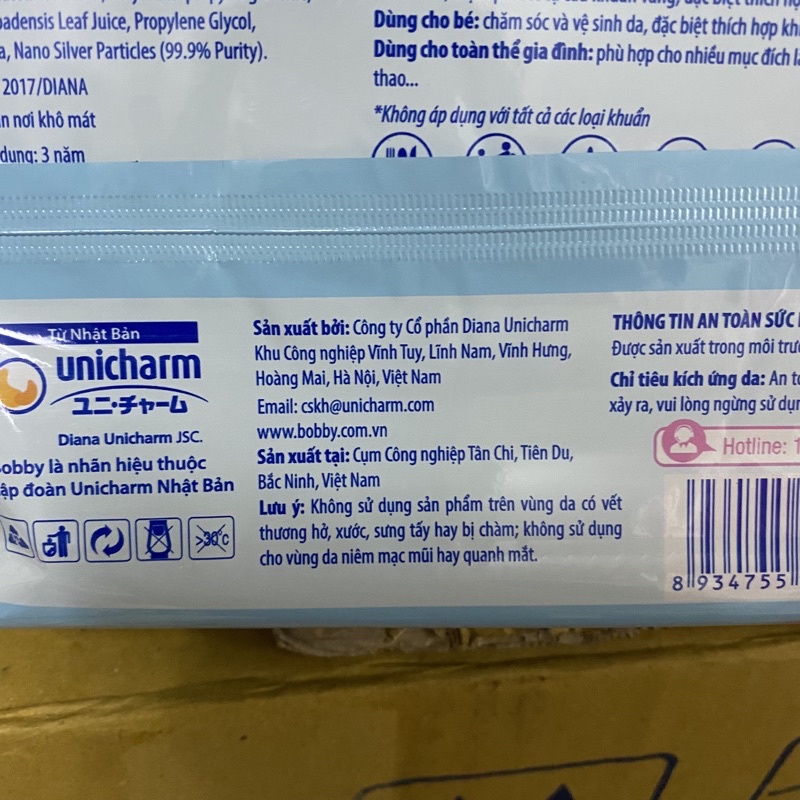 Leaf Juice, Propylene Glycol,
Nano Silver Particles (99.9% Purity).
2017/DIANA
nơi khô mát
dụng: 3 năm
Dùng cho bé: chăm sóc và vệ sinh da, đặc biệt thích hợp
Dùng cho toàn thể gia đình: phù hợp cho nhiều mục đích
thao...
*Không áp dụng với tất cả các loại khuẩn
Từ Nhật Bản
unicharm
ユニ・チャーム
Diana Unicharm JSC.
Bobby là nhãn hiệu thuộc
tập đoàn Unicharm Nhật Bản
>30°c
Sản xuất bởi: Công ty Cổ phần Diana Unicharm
Khu Công nghiệp Vĩnh Tuy, Lĩnh Nam, Vĩnh Hưng,
Hoàng Mai, Hà Nội, Việt Nam
Email: cskh@unicharm.com
www.bobby.com.vn
Sản xuất tại: Cụm Công nghiệp Tân Chi, Tiên Du,
Bắc Ninh, Việt Nam
Lưu ý: Không sử dụng sản phẩm trên vùng da có vết
thương hở, xước, sưng tấy hay bị chàm; không sử dụng
cho vùng da niêm mạc mũi hay quanh mắt.
THÔNG TIN AN TOÀN SỨC
Được sản xuất trong môi
Chỉ tiêu kích ứng da: An
xảy ra, vui lòng ngừng sử
Hotline: 1
8 934755